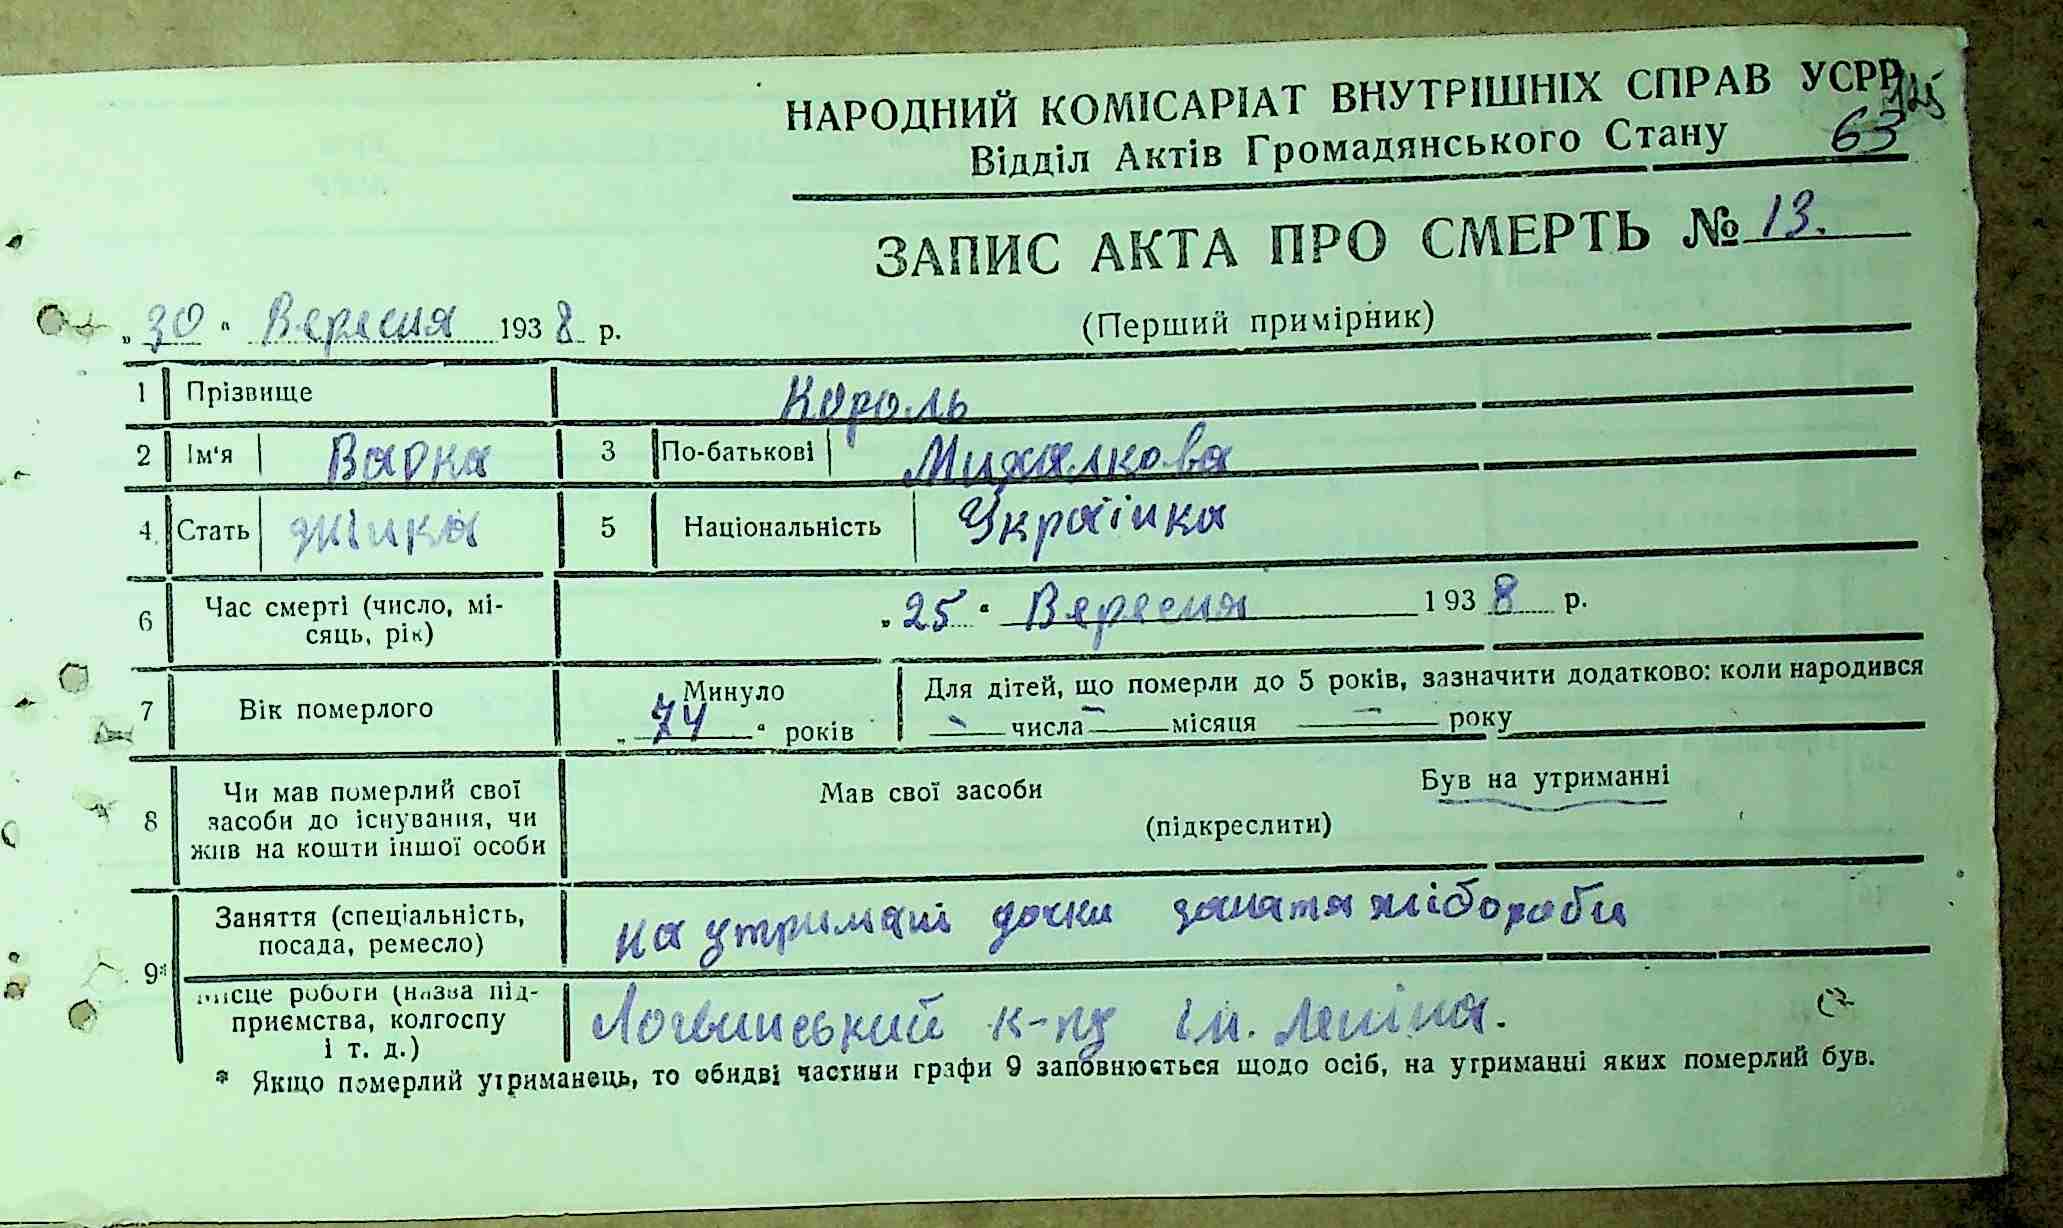 НАРОДНИЙ КОМІСАРІАТ ВНУТРІШНІХ СПРАВ УСРР
Відділ Актів Громадянського Стану 63
ЗАПИС АКТА ПРО СМЕРТЬ № 13.
„30“ Вересня 1938 р. (Перший примірник)
1 Прізвище Король
2 Ім'я Варка 3 По-батькові Михалкова
4. Стать жінка 5 Національність Українка
6 Час смерті (число, мі- „25“ Вересня 1938 р.
сяць, рік)
7 Вік померлого Минуло „74“ років Для дітей, що померли до 5 років, зазначити додатково: коли народився
числа місяця року
8 Чи мав померлий свої засоби до існування, чи жив на кошти іншої особи Мав свої засоби Був на утриманні
(підкреслити)
9* Заняття (спеціальність, на утримані дочки
посада, ремесло)
Місце роботи (назва під-
приємства, колгоспу к-пу ім. Леніна.
і т. д.)
* Якщо померлий утриманець, то обидві частини графи 9 заповнюється щодо осіб, на утриманні яких померлий був.